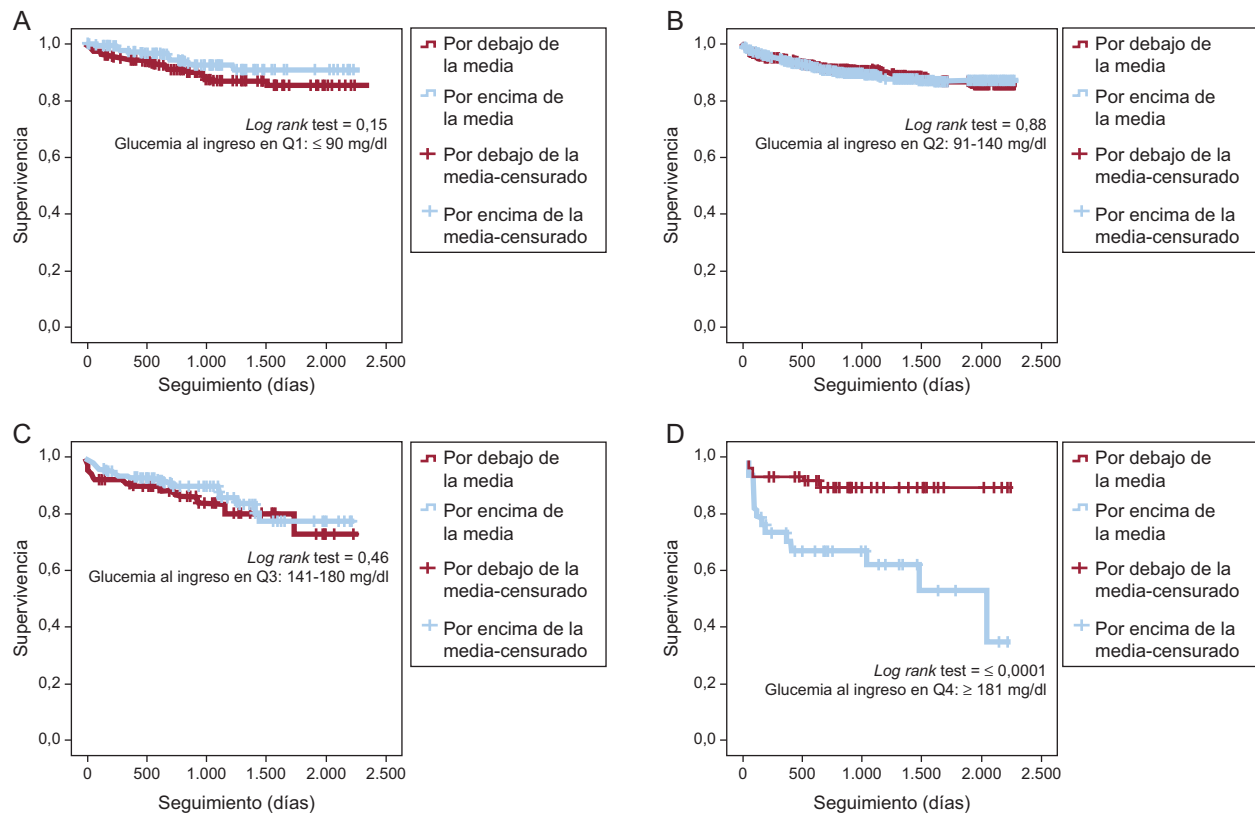 A
Supervivencia
1,0
0,8
0,6
0,4
0,2
0,0
Log rank test = 0,15
Glucemia al ingreso en Q1: ≤ 90 mg/dl
0 500 1.000 1.500 2.000 2.500
Seguimiento (días)
Por debajo de
la media
Por encima de
la media
Por debajo de la
media-censurado
Por encima de la
media-censurado
B
Supervivencia
1,0
0,8
0,6
0,4
0,2
0,0
Log rank test = 0,88
Glucemia al ingreso en Q2: 91-140 mg/dl
0 500 1.000 1.500 2.000 2.500
Seguimiento (días)
Por debajo de
la media
Por encima de
la media
Por debajo de la
media-censurado
Por encima de la
media-censurado
C
Supervivencia
1,0
0,8
0,6
0,4
0,2
0,0
Log rank test = 0,46
Glucemia al ingreso en Q3: 141-180 mg/dl
0 500 1.000 1.500 2.000 2.500
Seguimiento (días)
Por debajo de
la media
Por encima de
la media
Por debajo de la
media-censurado
Por encima de la
media-censurado
D
Supervivencia
1,0
0,8
0,6
0,4
0,2
0,0
Log rank test = ≤ 0,0001
Glucemia al ingreso en Q4: ≥ 181 mg/dl
0 500 1.000 1.500 2.000 2.500
Seguimiento (días)
Por debajo de
la media
Por encima de
la media
Por debajo de la
media-censurado
Por encima de la
media-censurado